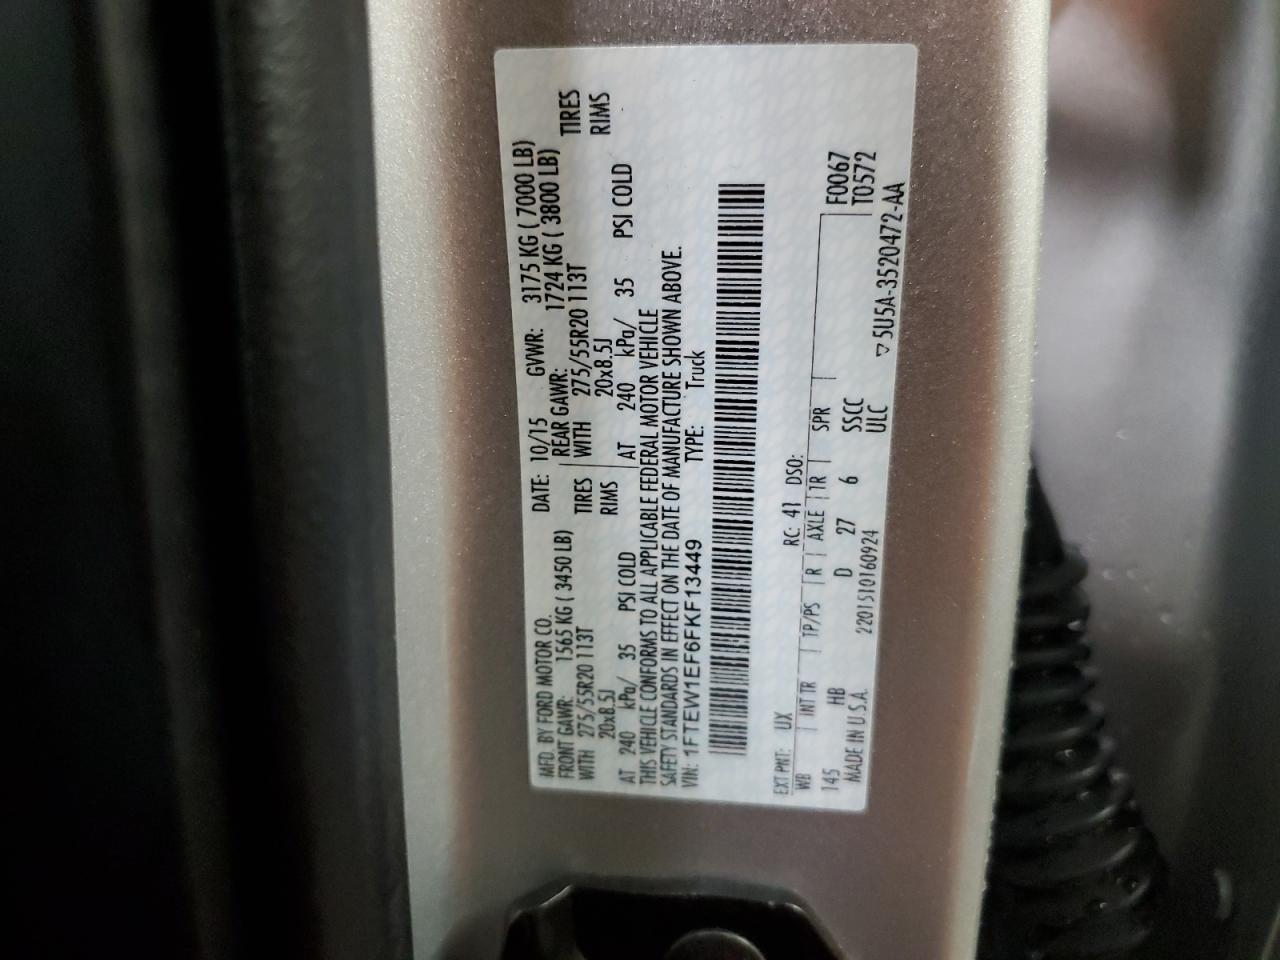 MFD. BY FORD MOTOR CO. DATE: 10/15 GVWR: 3175 KG ( 7000 LB)
FRONT GAWR: 1565 KG ( 3450 LB) REAR GAWR: 1724 KG ( 3800 LB)
WITH 275/55R20 113T TIRES WITH 275/55R20 113T TIRES
20x8.5J RIMS 20x8.5J RIMS
AT 240 kPa/ 35 PSI COLD AT 240 kPa/ 35 PSI COLD
THIS VEHICLE CONFORMS TO ALL APPLICABLE FEDERAL MOTOR VEHICLE
SAFETY STANDARDS IN EFFECT ON THE DATE OF MANUFACTURE SHOWN ABOVE.
VIN: 1FTEW1EF6FKF13449 TYPE: Truck
EXT PNT: UX RC: 41 DSO:
WB INT TR TP/PS R AXLE TR SPR F0067
145 HB D 27 6 SSCC T0572
MADE IN U.S.A. 220151016092​4 ULC
▽ 5U5A-3520472-AA